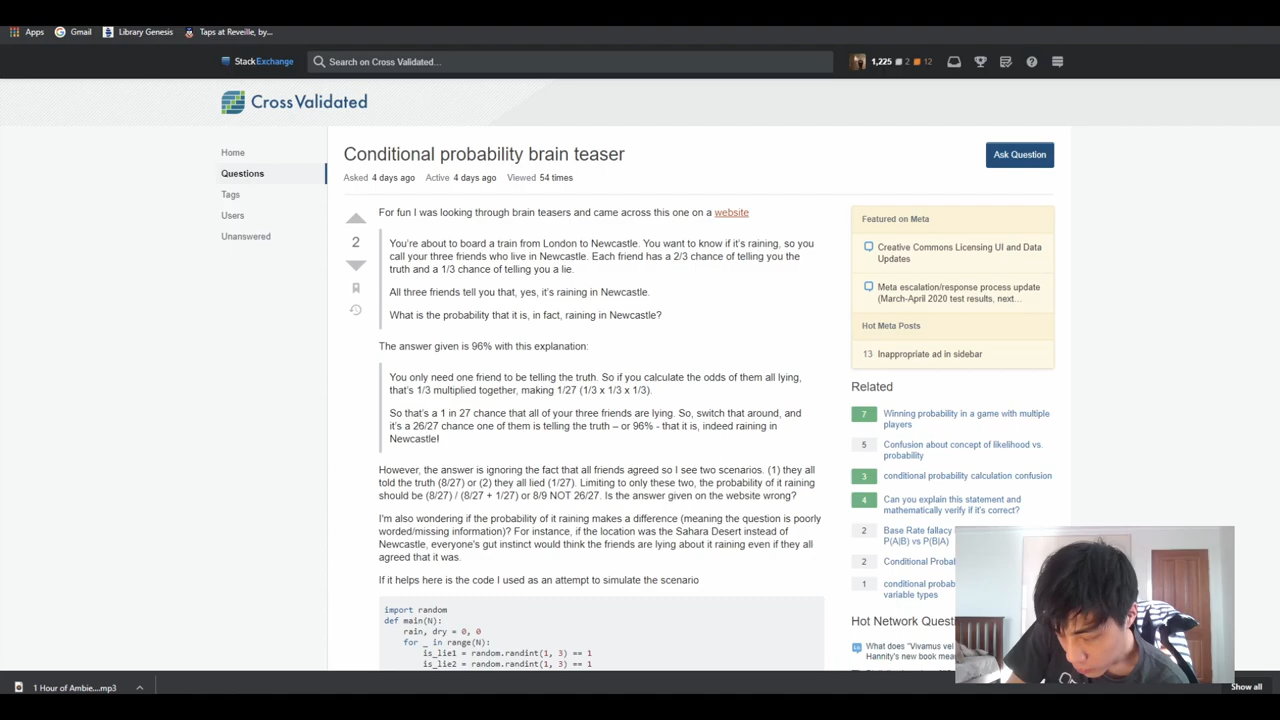 Apps Gmail Library Genesis Taps at Reveille, by...
StackExchange Search on Cross Validated... 1,225 2 12
CrossValidated
Home
Questions
Tags
Users
Unanswered
Conditional probability brain teaser
Ask Question
Asked 4 days ago Active 4 days ago Viewed 54 times
2
For fun I was looking through brain teasers and came across this one on a website
You're about to board a train from London to Newcastle. You want to know if it's raining, so you
call your three friends who live in Newcastle. Each friend has a 2/3 chance of telling you the
truth and a 1/3 chance of telling you a lie.
All three friends tell you that, yes, it's raining in Newcastle.
What is the probability that it is, in fact, raining in Newcastle?
The answer given is 96% with this explanation:
You only need one friend to be telling the truth. So if you calculate the odds of them all lying,
that's 1/3 multiplied together, making 1/27 (1/3 x 1/3 x 1/3).
So that's a 1 in 27 chance that all of your three friends are lying. So, switch that around, and
it's a 26/27 chance one of them is telling the truth – or 96% - that it is, indeed raining in
Newcastle!
However, the answer is ignoring the fact that all friends agreed so I see two scenarios. (1) they all
told the truth (8/27) or (2) they all lied (1/27). Limiting to only these two, the probability of it raining
should be (8/27) / (8/27 + 1/27) or 8/9 NOT 26/27. Is the answer given on the website wrong?
I'm also wondering if the probability of it raining makes a difference (meaning the question is poorly
worded/missing information)? For instance, if the location was the Sahara Desert instead of
Newcastle, everyone's gut instinct would think the friends are lying about it raining even if they all
agreed that it was.
If it helps here is the code I used as an attempt to simulate the scenario
import random
def main(N):
rain, dry = 0, 0
for _ in range(N):
is_lie1 = random.randint(1, 3) == 1
is_lie2 = random.randint(1, 3) == 1
Featured on Meta
Creative Commons Licensing UI and Data
Updates
Meta escalation/response process update
(March-April 2020 test results, next...
Hot Meta Posts
13 Inappropriate ad in sidebar
Related
7 Winning probability in a game with multiple
players
5 Confusion about concept of likelihood vs.
probability
3 conditional probability calculation confusion
4 Can you explain this statement and
mathematically verify if it's correct?
2 Base Rate fallacy
P(A|B) vs P(B|A)
2 Conditional Probab
1 conditional probab
variable types
Hot Network Questi
What does "Vivamus vel
Hannity's new book mea
1 Hour of Ambie....mp3
Show all